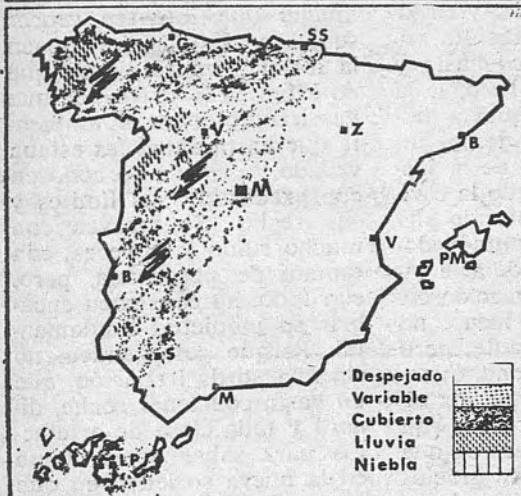 G
SS
V
Z
B
M
V
PM
B
S
M
LP
Despejado
Variable
Cubierto
Lluvia
Niebla